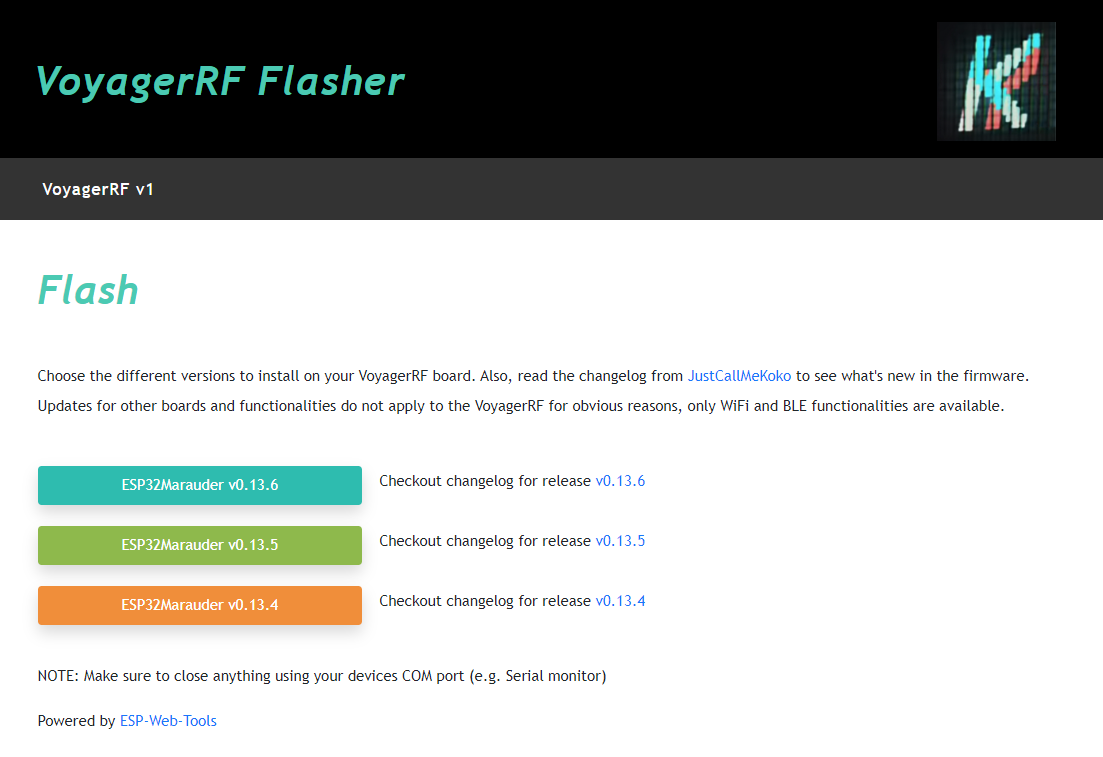 VoyagerRF Flasher
VoyagerRF v1
Flash
Choose the different versions to install on your VoyagerRF board. Also, read the changelog from JustCallMeKoko to see what's new in the firmware.
Updates for other boards and functionalities do not apply to the VoyagerRF for obvious reasons, only WiFi and BLE functionalities are available.
ESP32Marauder v0.13.6 Checkout changelog for release v0.13.6
ESP32Marauder v0.13.5 Checkout changelog for release v0.13.5
ESP32Marauder v0.13.4 Checkout changelog for release v0.13.4
NOTE: Make sure to close anything using your devices COM port (e.g. Serial monitor)
Powered by ESP-Web-Tools